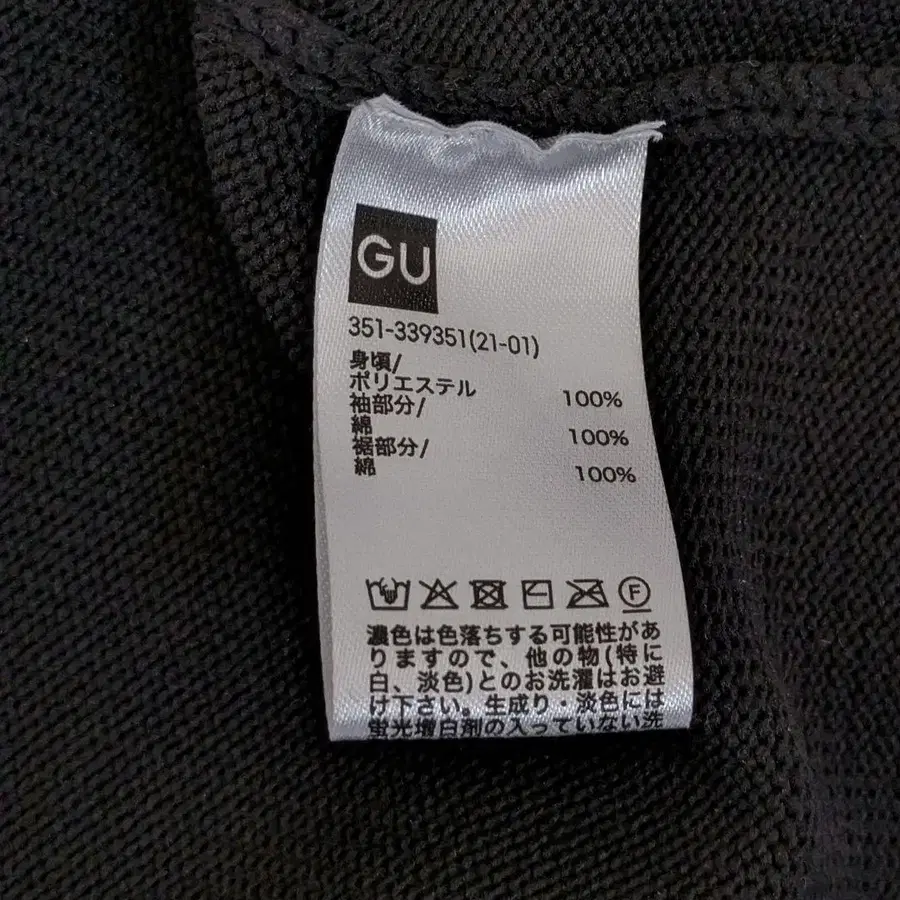 GU
351-339351(21-01)
身頃/
ポリエステル 100%
袖部分/
綿 100%
裾部分/
綿 100%
F
濃色は色落ちする可能性があ
りますので、他の物(特に
白、淡色)とのお洗濯はお避
け下さい。生成り・淡色には
蛍光増白剤の入っていない洗